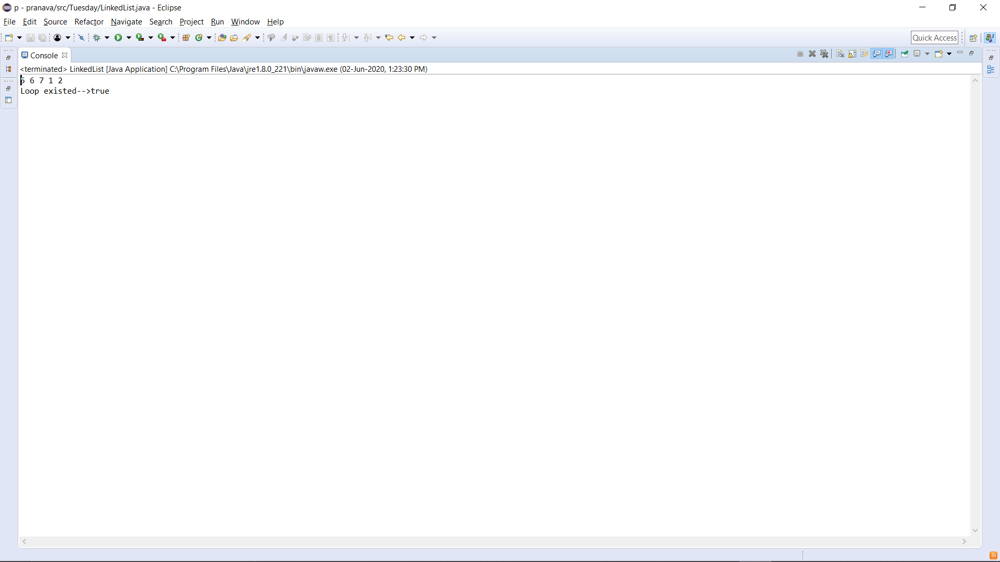 p - pranava/src/Tuesday/LinkedList.java - Eclipse
File Edit Source Refactor Navigate Search Project Run Window Help
Quick Access
Console
<terminated> LinkedList [Java Application] C:\Program Files\Java\jre1.8.0_221\bin\javaw.exe (02-Jun-2020, 1:23:30 PM)
5 6 7 1 2
Loop existed-->true